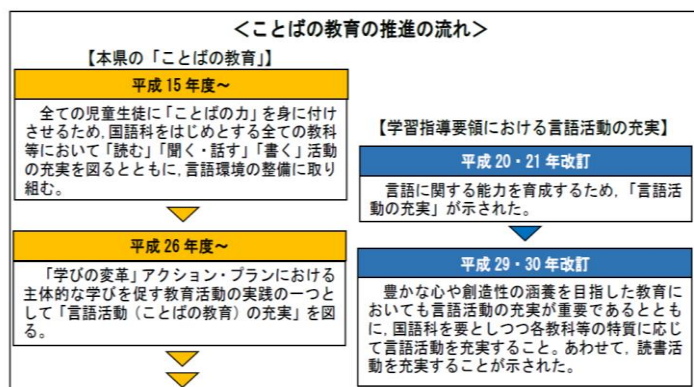 ＜ことばの教育の推進の流れ＞
【本県の「ことばの教育」】
平成15年度～
全ての児童生徒に「ことばの力」を身に付け
させるため，国語科をはじめとする全ての教科
等において「読む」「聞く・話す」「書く」活動
の充実を図るとともに，言語環境の整備に取り
組む。
平成26年度～
「学びの変革」アクション・プランにおける
主体的な学びを促す教育活動の実践の一つと
して「言語活動（ことばの教育）の充実」を図
る。
【学習指導要領における言語活動の充実】
平成20・21年改訂
言語に関する能力を育成するため，「言語活
動の充実」が示された。
平成29・30年改訂
豊かな心や創造性の涵養を目指した教育に
おいても言語活動の充実が重要であるととも
に，国語科を要としつつ各教科等の特質に応じ
て言語活動を充実すること。あわせて，読書活
動を充実することが示された。